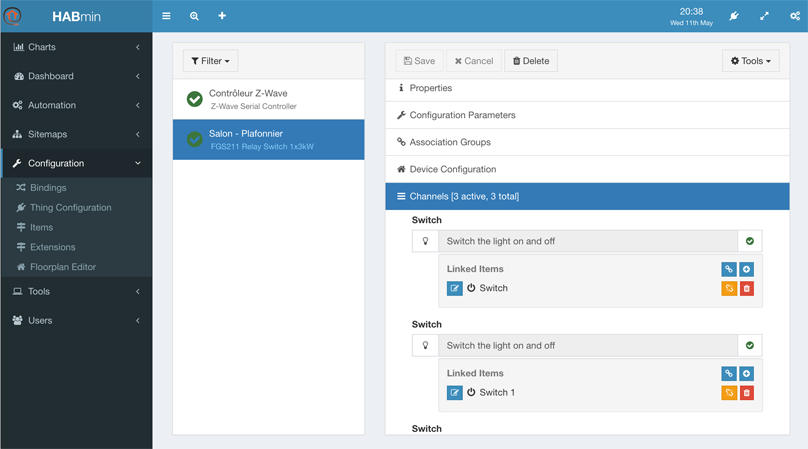 HABmin
20:38
Wed 11th May
Charts
Dashboard
Automation
Sitemaps
Configuration
Bindings
Thing Configuration
Items
Extensions
Floorplan Editor
Tools
Users
Filter
Contrôleur Z-Wave
Z-Wave Serial Controller
Salon - Plafonnier
FGS211 Relay Switch 1x3kW
Save Cancel Delete Tools
Properties
Configuration Parameters
Association Groups
Device Configuration
Channels [3 active, 3 total]
Switch
Switch the light on and off
Linked Items
Switch
Switch
Switch the light on and off
Linked Items
Switch 1
Switch